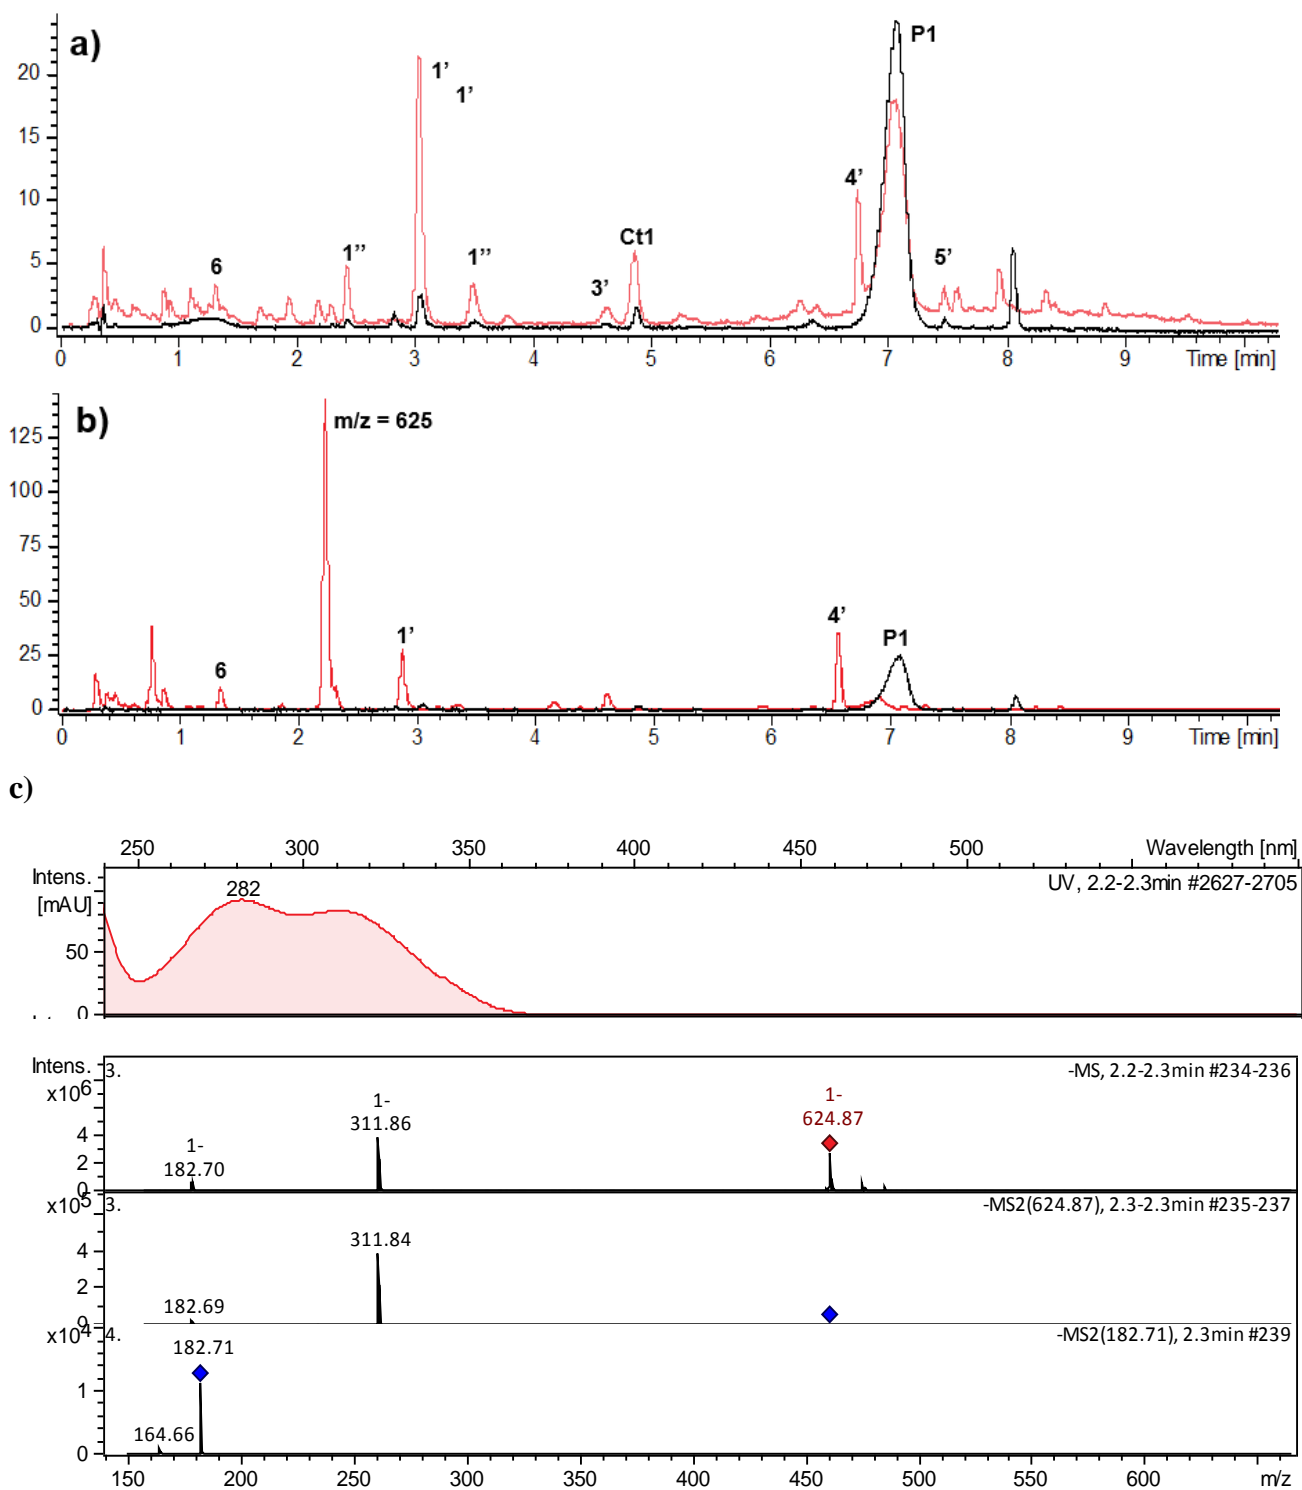 a)
P1
1’
1’
20
15
4’
10
Ct1
6
1’’
1’’
5’
3’
5
0
0 1 2 3 4 5 6 7 8 9 Time [min]
b)
m/z = 625
125
100
75
50
4’
1’
P1
6
25
0
0 1 2 3 4 5 6 7 8 9 Time [min]
c)
250 300 350 400 450 500 Wavelength [nm]
Intens.
[mAU]
282
UV, 2.2-2.3min #2627-2705
50
0
Intens.
x10 6
3.
-MS, 2.2-2.3min #234-236
1-
311.86
1-
624.87
1-
182.70
4
2
0
x10 5
3.
-MS2(624.87), 2.3-2.3min #235-237
311.84
4
2
182.69
0
x10 4
4.
-MS2(182.71), 2.3min #239
182.71
1
164.66
0
150 200 250 300 350 400 450 500 550 600 m/z